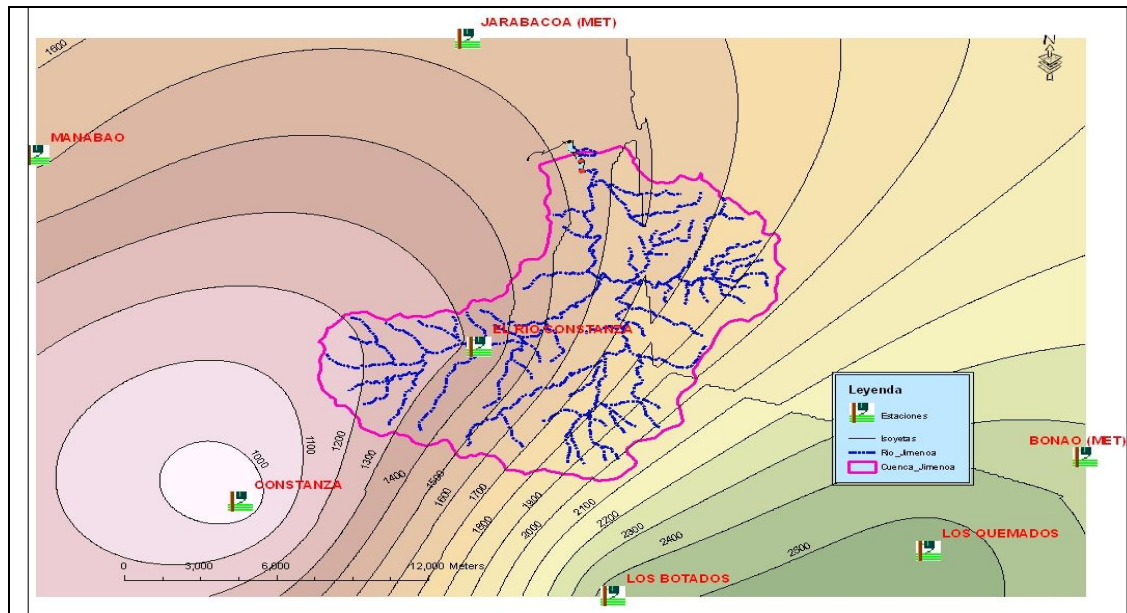 JARABACOA (MET)
1600
N
MANABAO
EL RIO CONSTANZA
Leyenda
Estaciones
Isoyetas
Rio_Jimenoa
Cuenca_Jimenoa
BONAO (MET)
1000
1100
1200
1300
1400
1500
1600
1700
1800
1800
2000
2100
2200
2300
2400
2500
CONSTANZA
LOS QUEMADOS
LOS BOTADOS
0 3,000 6,000 12,000 Meters